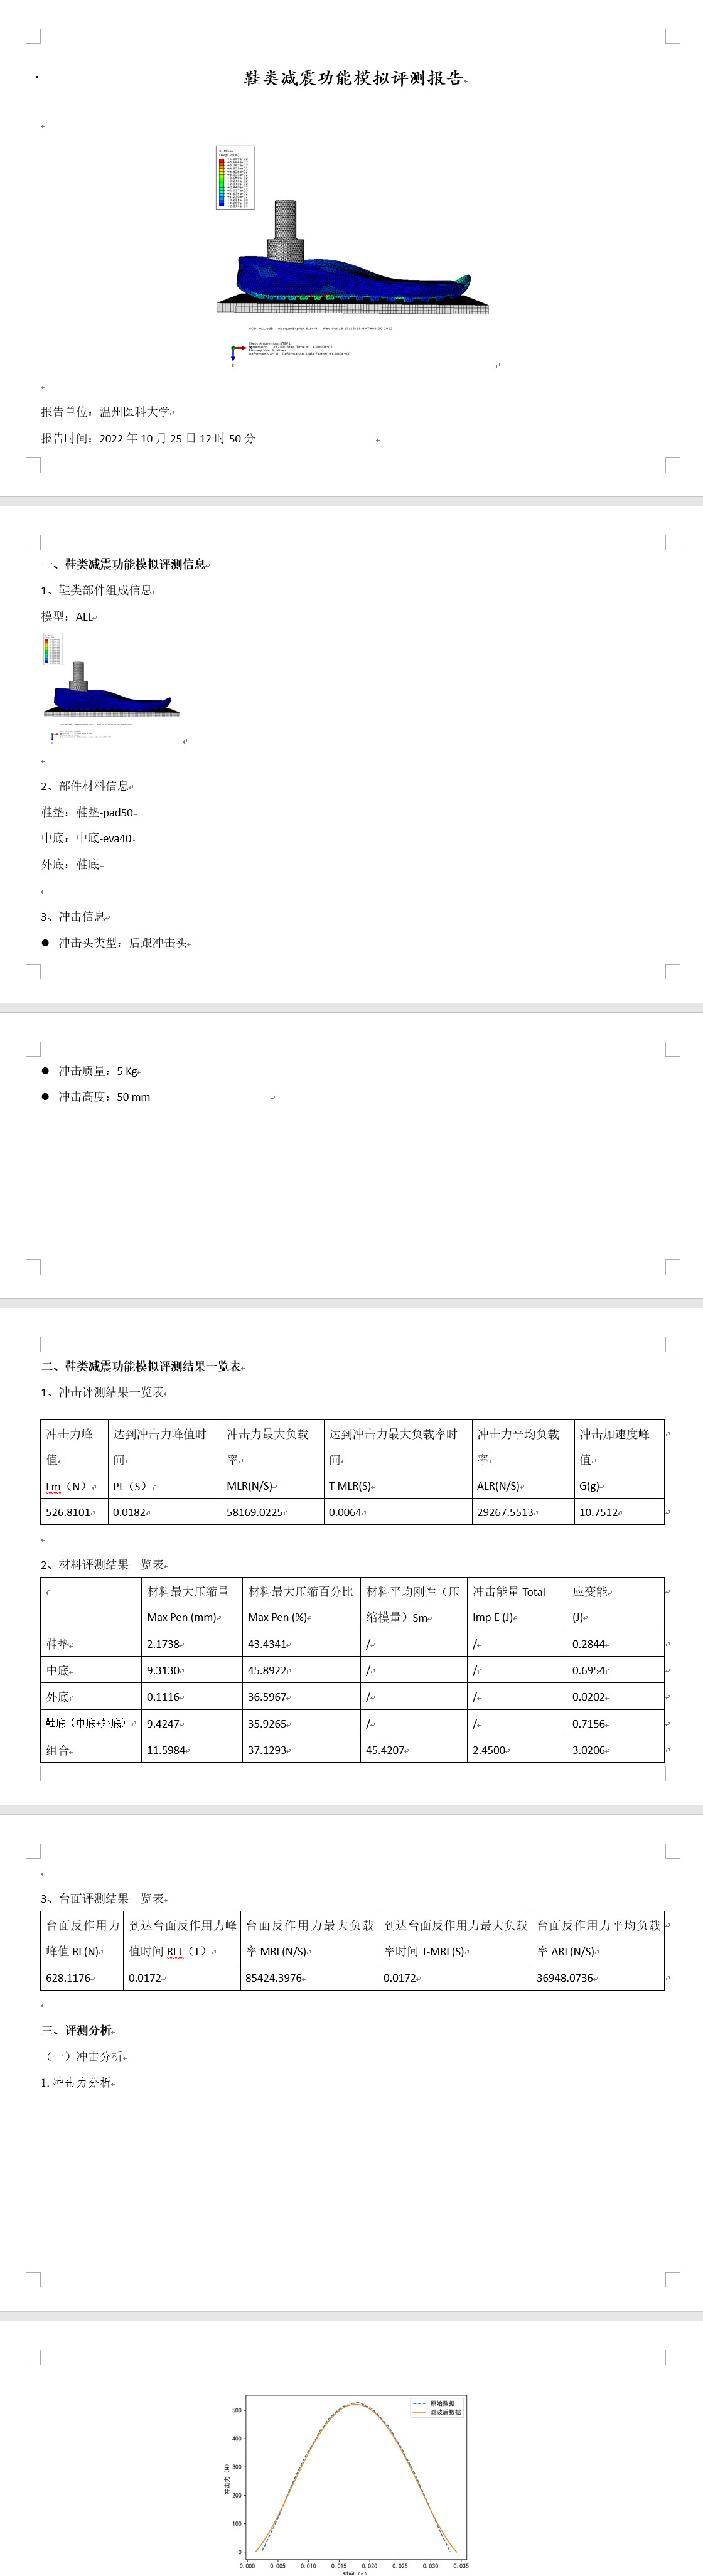 鞋类减震功能模拟评测报告
S, Mises
(Avg: 75%)
报告单位：温州医科大学
报告时间：2022 年 10 月 25 日 12 时 50 分
一、鞋类减震功能模拟评测信息
1、鞋类部件组成信息
模型：ALL
2、部件材料信息
鞋垫：鞋垫-pad50
中底：中底-eva40
外底：鞋底
3、冲击信息
● 冲击头类型：后跟冲击头
● 冲击质量：5 Kg
● 冲击高度：50 mm
二、鞋类减震功能模拟评测结果一览表
1、冲击评测结果一览表
冲击力峰值 Fm（N） 达到冲击力峰值时间 Pt（S） 冲击力最大负载率 MLR(N/S) 达到冲击力最大负载率时间 T-MLR(S) 冲击力平均负载率 ALR(N/S) 冲击加速度峰值 G(g)
526.8101 0.0182 58169.0225 0.0064 29267.5513 10.7512
2、材料评测结果一览表
材料最大压缩量 Max Pen (mm) 材料最大压缩百分比 Max Pen (%) 材料平均刚性（压缩模量）Sm 冲击能量 Total Imp E (J) 应变能 (J)
鞋垫 2.1738 43.4341 / / 0.2844
中底 9.3130 45.8922 / / 0.6954
外底 0.1116 36.5967 / / 0.0202
鞋底（中底+外底） 9.4247 35.9265 / / 0.7156
组合 11.5984 37.1293 45.4207 2.4500 3.0206
3、台面评测结果一览表
台面反作用力峰值 RF(N) 到达台面反作用力峰值时间 RFt（T） 台面反作用力最大负载率 MRF(N/S) 到达台面反作用力最大负载率时间 T-MRF(S) 台面反作用力平均负载率 ARF(N/S)
628.1176 0.0172 85424.3976 0.0172 36948.0736
三、评测分析
（一）冲击分析
1. 冲击力分析
原始数据
滤波后数据
冲击力（N）
500
400
300
200
100
0
0.000 0.005 0.010 0.015 0.020 0.025 0.030 0.035